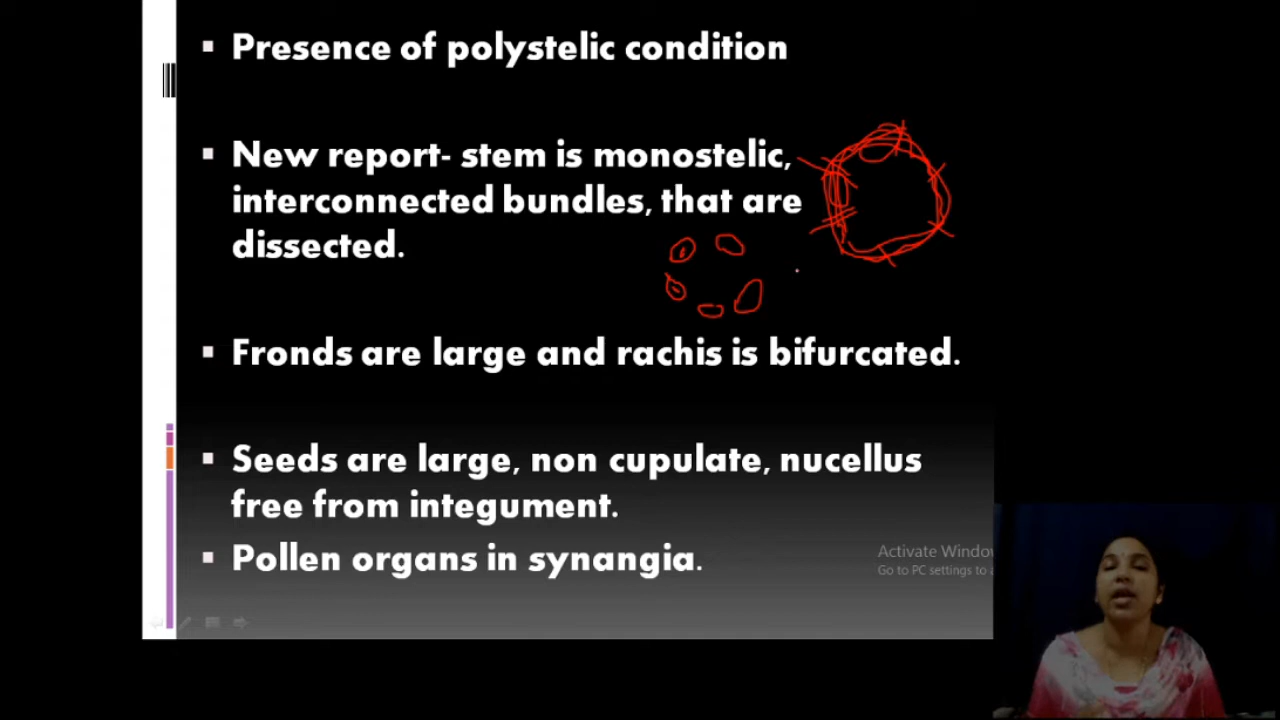 Presence of polystelic condition
New report- stem is monostelic,
interconnected bundles, that are
dissected.
Fronds are large and rachis is bifurcated.
Seeds are large, non cupulate, nucellus
free from integument.
Pollen organs in synangia.
Activate Windo
Go to PC settings to a